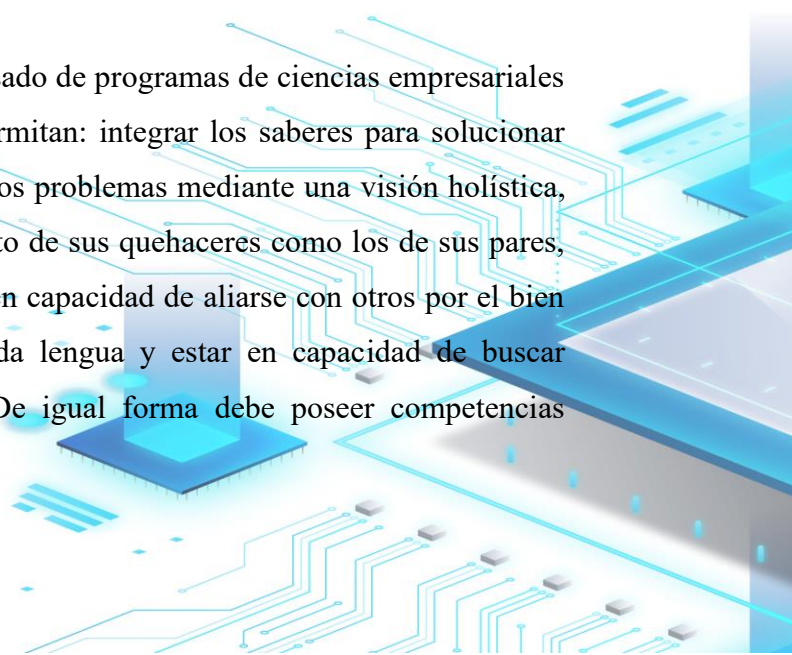 ado de programas de ciencias empresariales
rmitan: integrar los saberes para solucionar
os problemas mediante una visión holística,
to de sus quehaceres como los de sus pares,
n capacidad de aliarse con otros por el bien
da lengua y estar en capacidad de buscar
De igual forma debe poseer competencias